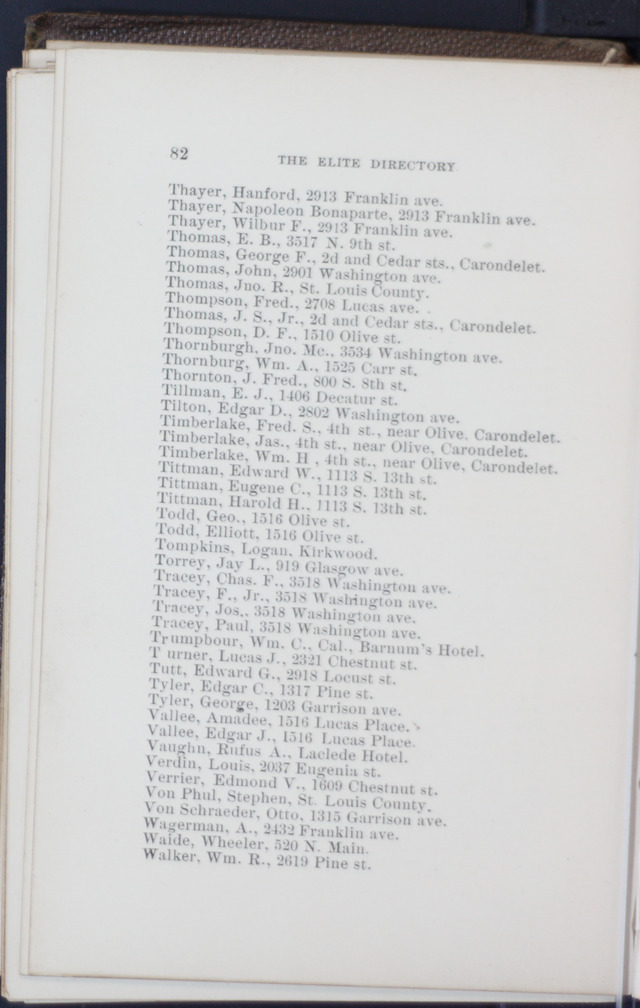 82
THE ELITE DIRECTORY
Thayer, Hanford, 2913 Franklin ave.
Thayer, Napoleon Bonaparte, 2913 Franklin ave.
Thayer, Wilbur F., 2913 Franklin ave.
Thomas, E. B., 3517 N. 9th st.
Thomas, George F., 2d and Cedar sts., Carondelet.
Thomas, John, 2901 Washington ave.
Thomas, Jno. R., St. Louis County.
Thompson, Fred., 2708 Lucas ave.
Thomas, J. S., Jr., 2d and Cedar sts., Carondelet.
Thompson, D. F., 1510 Olive st.
Thornburgh, Jno. Mc., 3534 Washington ave.
Thornburg, Wm. A., 1525 Carr st.
Thornton, J. Fred., 800 S. 8th st.
Tillman, E. J., 1406 Decatur st.
Tilton, Edgar D., 2802 Washington ave.
Timberlake, Fred. S., 4th st., near Olive, Carondelet.
Timberlake, Jas., 4th st., near Olive, Carondelet.
Timberlake, Wm. H , 4th st., near Olive, Carondelet.
Tittman, Edward W., 1113 S. 13th st.
Tittman, Eugene C., 1113 S. 13th st.
Tittman, Harold H., 1113 S. 13th st.
Todd, Geo., 1516 Olive st.
Todd, Elliott, 1516 Olive st.
Tompkins, Logan, Kirkwood.
Torrey, Jay L., 919 Glasgow ave.
Tracey, Chas. F., 3518 Washington ave.
Tracey, F., Jr., 3518 Washington ave.
Tracey, Jos., 3518 Washington ave.
Tracey, Paul, 3518 Washington ave.
Trumpbour, Wm. C., Cal., Barnum's Hotel.
T urner, Lucas J., 2321 Chestnut st.
Tutt, Edward G., 2918 Locust st.
Tyler, Edgar C., 1317 Pine st.
Tyler, George, 1203 Garrison ave.
Vallee, Amadee, 1516 Lucas Place.
Vallee, Edgar J., 1516 Lucas Place.
Vaughn, Rufus A., Laclede Hotel.
Verdin, Louis, 2037 Eugenia st.
Verrier, Edmond V., 1609 Chestnut st.
Von Phul, Stephen, St. Louis County.
Von Schraeder, Otto, 1315 Garrison ave.
Wagerman, A., 2432 Franklin ave.
Waide, Wheeler, 520 N. Main.
Walker, Wm. R., 2619 Pine st.